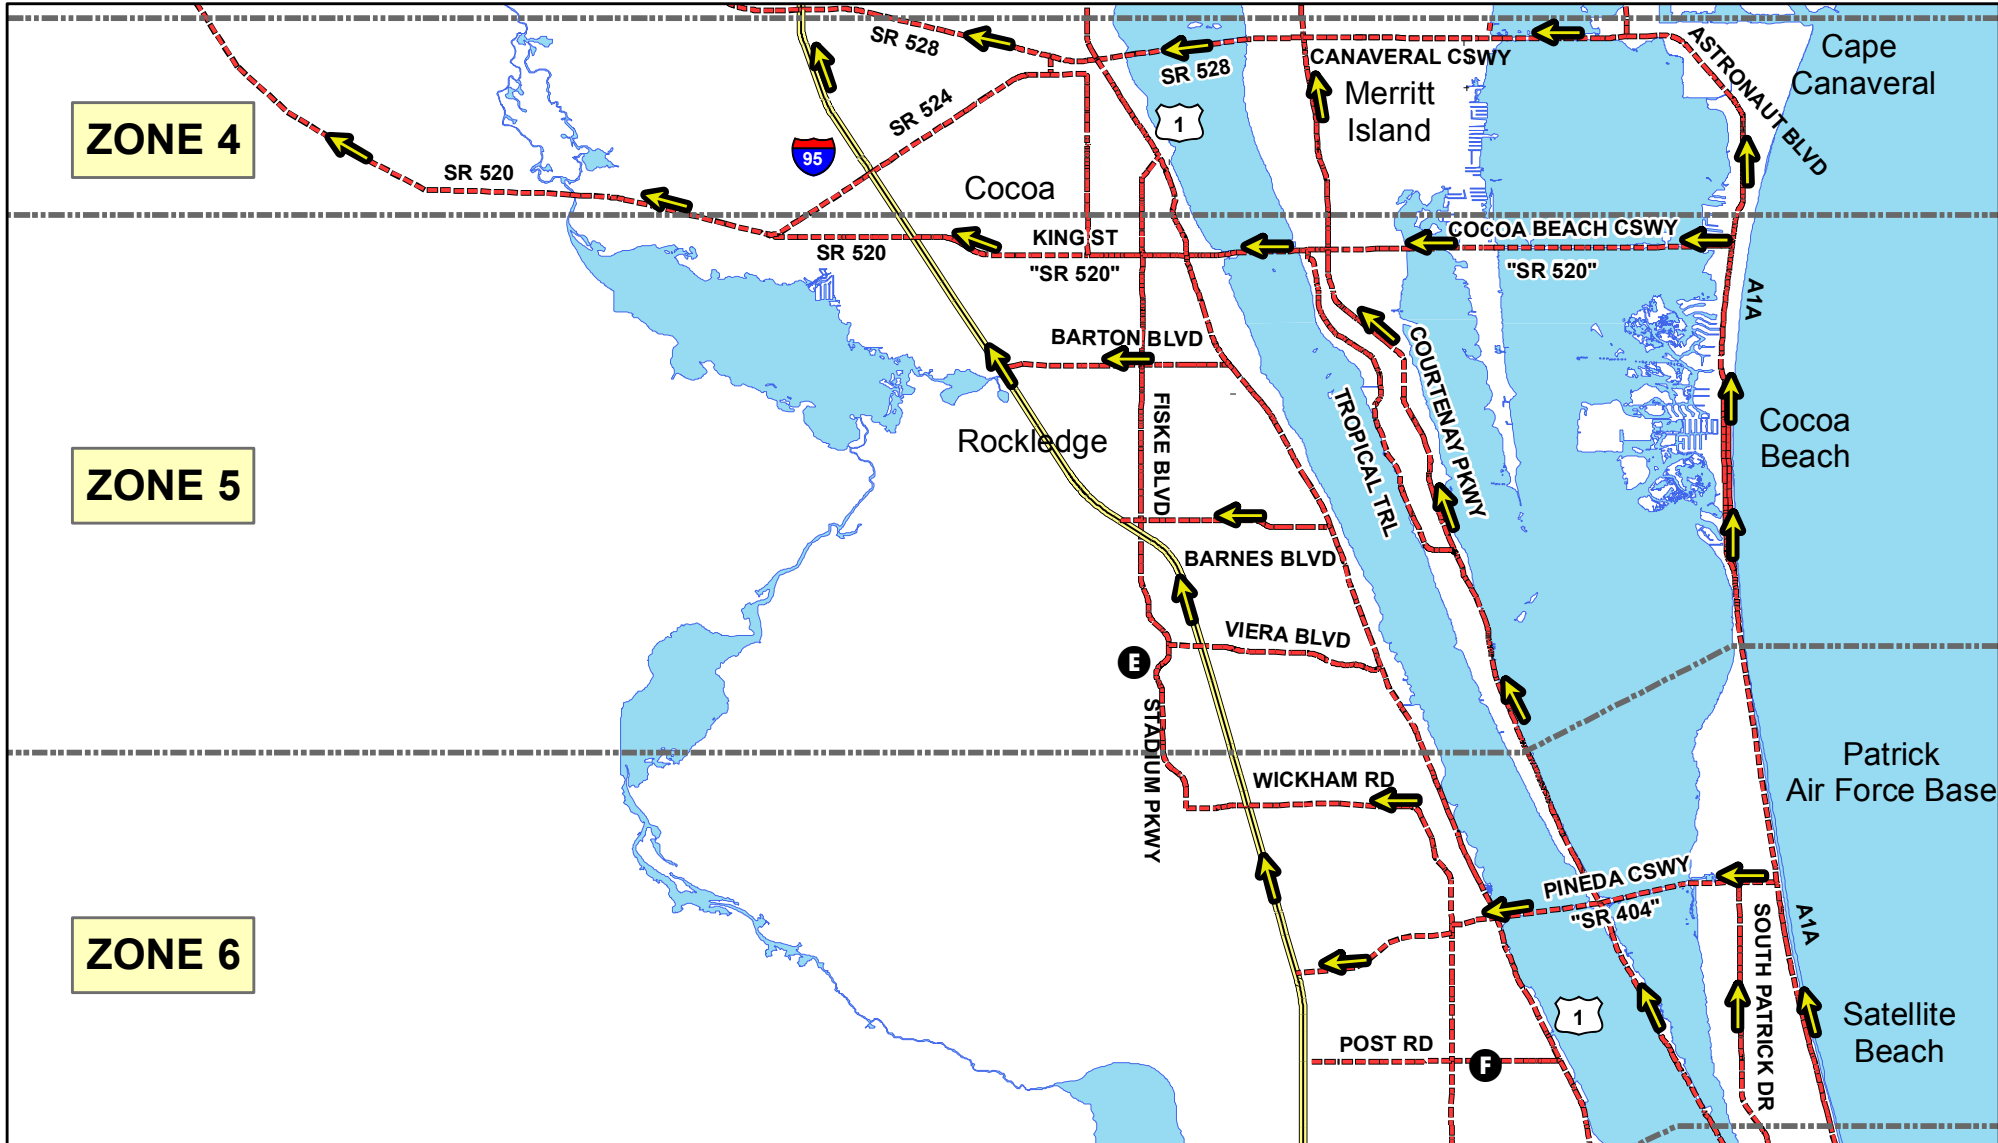 SR 528
SR 528
CANAVERAL CSWY
ASTRONAUT BLVD
Cape
Canaveral
Merritt
Island
ZONE 4
SR 524
1
95
SR 520
Cocoa
KING ST
"SR 520"
SR 520
COCOA BEACH CSWY
"SR 520"
A1A
BARTON BLVD
COURTENAY PKWY
TROPICAL TRL
FISKE BLVD
Rockledge
Cocoa
Beach
ZONE 5
BARNES BLVD
VIERA BLVD
E
STADIUM PKWY
WICKHAM RD
Patrick
Air Force Base
PINEDA CSWY
"SR 404"
SOUTH PATRICK DR
A1A
ZONE 6
1
POST RD
F
Satellite
Beach